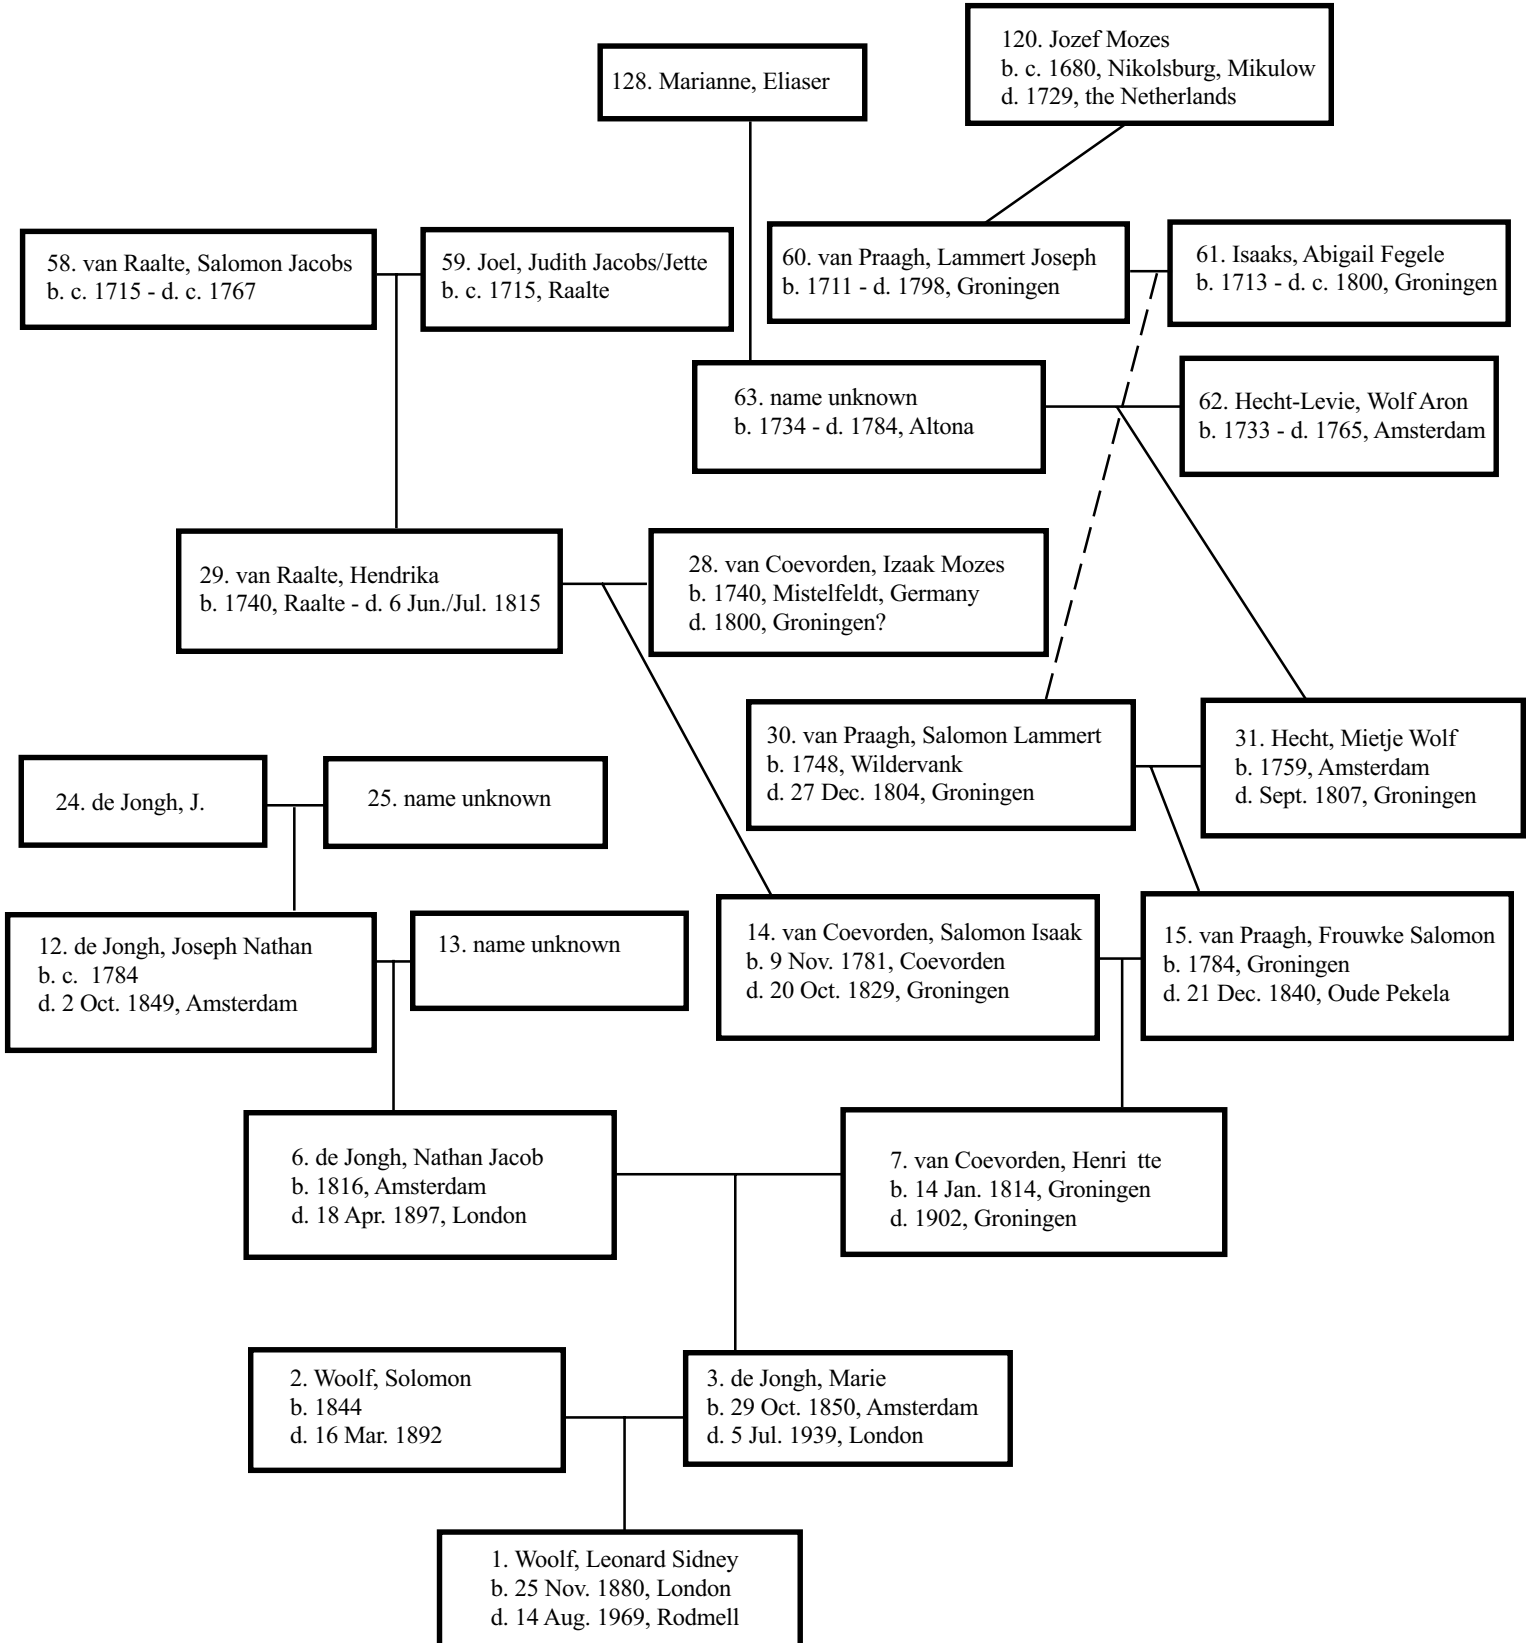 120. Jozef Mozes
b. c. 1680, Nikolsburg, Mikulow
d. 1729, the Netherlands
128. Marianne, Eliaser
58. van Raalte, Salomon Jacobs
b. c. 1715 - d. c. 1767
59. Joel, Judith Jacobs/Jette
b. c. 1715, Raalte
60. van Praagh, Lammert Joseph
b. 1711 - d. 1798, Groningen
61. Isaaks, Abigail Fegele
b. 1713 - d. c. 1800, Groningen
63. name unknown
b. 1734 - d. 1784, Altona
62. Hecht-Levie, Wolf Aron
b. 1733 - d. 1765, Amsterdam
29. van Raalte, Hendrika
b. 1740, Raalte - d. 6 Jun./Jul. 1815
28. van Coevorden, Izaak Mozes
b. 1740, Mistelfeldt, Germany
d. 1800, Groningen?
30. van Praagh, Salomon Lammert
b. 1748, Wildervank
d. 27 Dec. 1804, Groningen
31. Hecht, Mietje Wolf
b. 1759, Amsterdam
d. Sept. 1807, Groningen
24. de Jongh, J.
25. name unknown
12. de Jongh, Joseph Nathan
b. c. 1784
d. 2 Oct. 1849, Amsterdam
13. name unknown
14. van Coevorden, Salomon Isaak
b. 9 Nov. 1781, Coevorden
d. 20 Oct. 1829, Groningen
15. van Praagh, Frouwke Salomon
b. 1784, Groningen
d. 21 Dec. 1840, Oude Pekela
6. de Jongh, Nathan Jacob
b. 1816, Amsterdam
d. 18 Apr. 1897, London
7. van Coevorden, Henri tte
b. 14 Jan. 1814, Groningen
d. 1902, Groningen
2. Woolf, Solomon
b. 1844
d. 16 Mar. 1892
3. de Jongh, Marie
b. 29 Oct. 1850, Amsterdam
d. 5 Jul. 1939, London
1. Woolf, Leonard Sidney
b. 25 Nov. 1880, London
d. 14 Aug. 1969, Rodmell